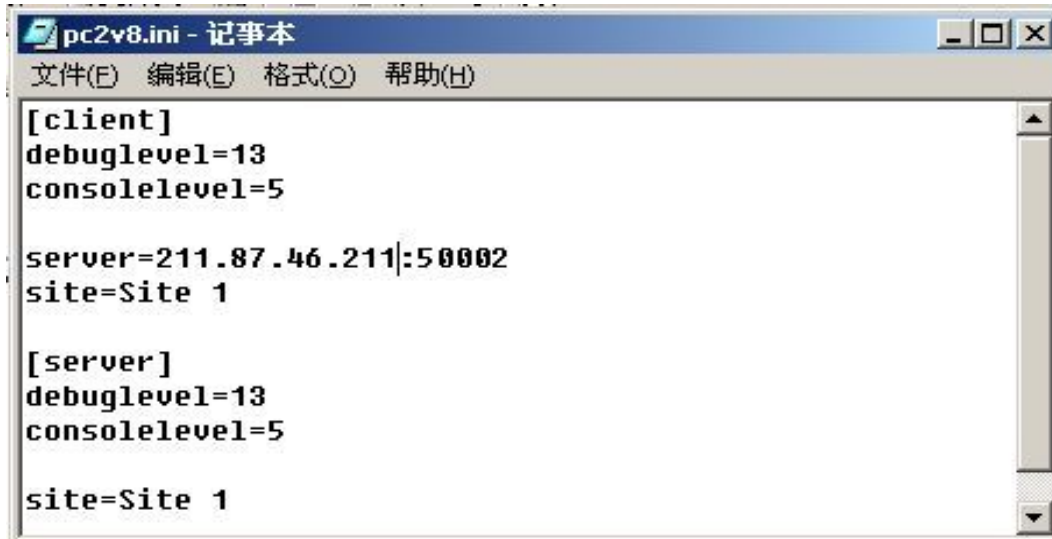 pc2v8.ini - 记事本
文件(F) 编辑(E) 格式(O) 帮助(H)
[client]
debuglevel=13
consolelevel=5
server=211.87.46.211:50002
site=Site 1
[server]
debuglevel=13
consolelevel=5
site=Site 1